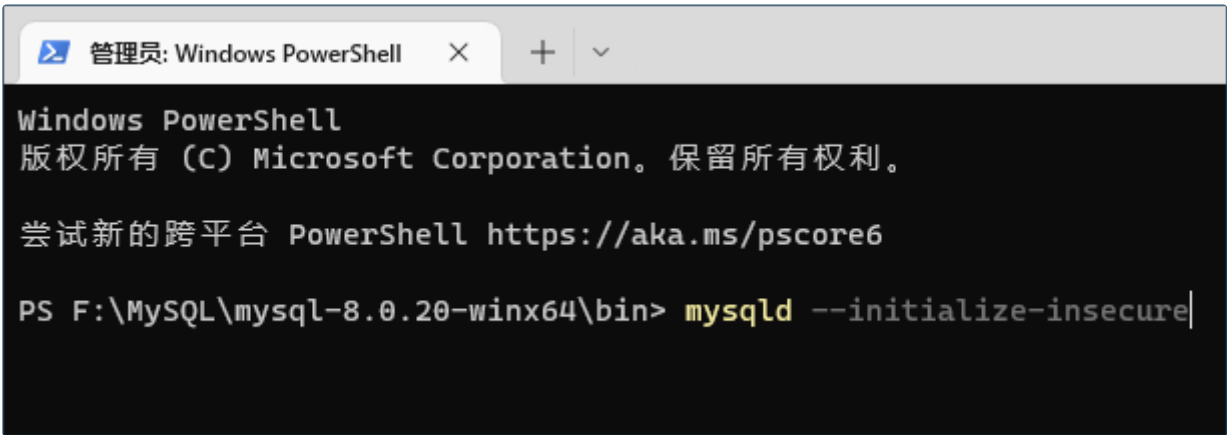 管理员: Windows PowerShell
Windows PowerShell
版权所有 (C) Microsoft Corporation。保留所有权利。
尝试新的跨平台 PowerShell https://aka.ms/pscore6
PS F:\MySQL\mysql-8.0.20-winx64\bin> mysqld --initialize-insecure